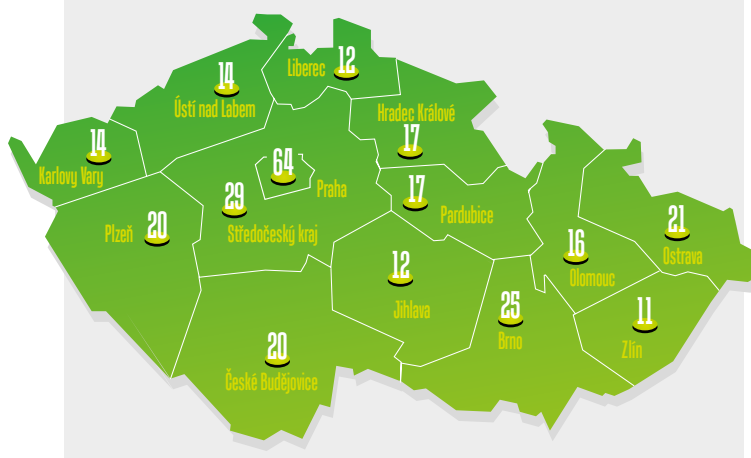 12
Liberec
14
Ústí nad Labem
Hradec Králové
17
14
Karlovy Vary
64
Praha
29
Středočeský kraj
17
Pardubice
20
Plzeň
21
Ostrava
16
Olomouc
12
Jihlava
25
Brno
11
Zlín
20
České Budějovice